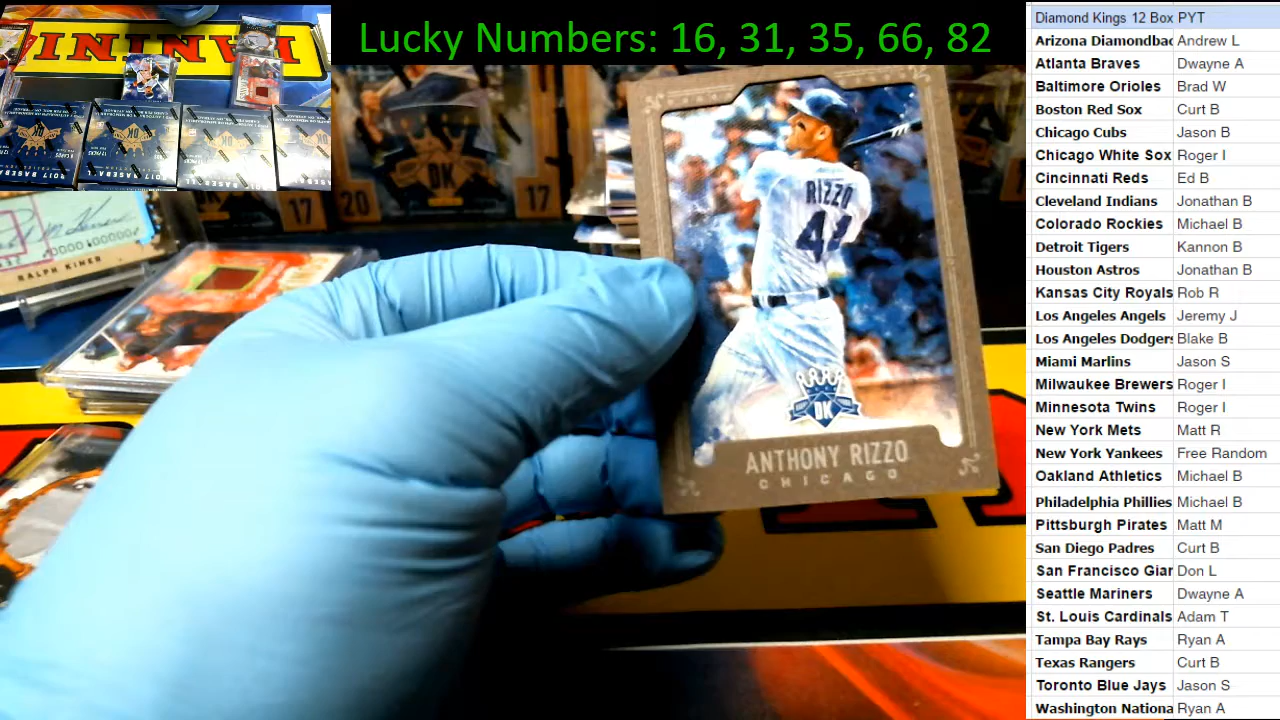 Lucky Numbers: 16, 31, 35, 66, 82
PANINI
2017 BASEBALL
RALPH KINER
17
20
17
RIZZO
44
DK
ANTHONY RIZZO
CHICAGO
Diamond Kings 12 Box PYT
Arizona Diamondbac Andrew L
Atlanta Braves Dwayne A
Baltimore Orioles Brad W
Boston Red Sox Curt B
Chicago Cubs Jason B
Chicago White Sox Roger I
Cincinnati Reds Ed B
Cleveland Indians Jonathan B
Colorado Rockies Michael B
Detroit Tigers Kannon B
Houston Astros Jonathan B
Kansas City Royals Rob R
Los Angeles Angels Jeremy J
Los Angeles Dodgers Blake B
Miami Marlins Jason S
Milwaukee Brewers Roger I
Minnesota Twins Roger I
New York Mets Matt R
New York Yankees Free Random
Oakland Athletics Michael B
Philadelphia Phillies Michael B
Pittsburgh Pirates Matt M
San Diego Padres Curt B
San Francisco Gian Don L
Seattle Mariners Dwayne A
St. Louis Cardinals Adam T
Tampa Bay Rays Ryan A
Texas Rangers Curt B
Toronto Blue Jays Jason S
Washington Nationa Ryan A